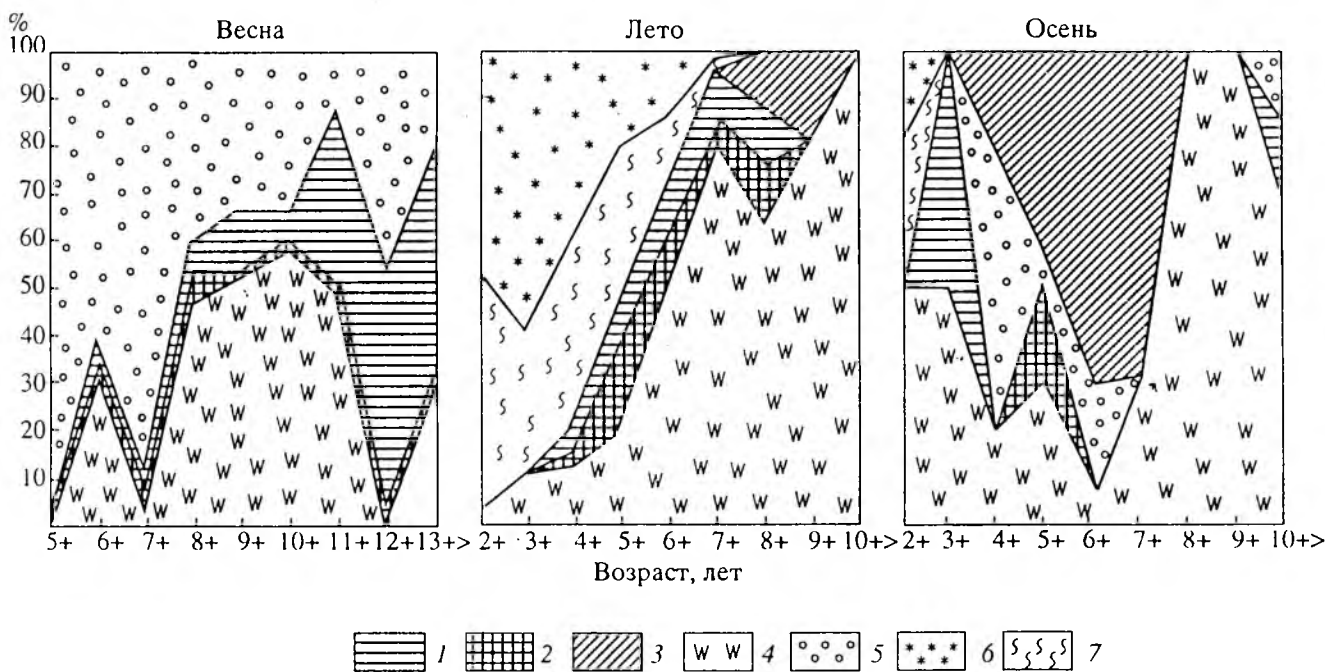 %
Весна Лето Осень
100
90
80
70
60
50
40
30
20
10
5+ 6+ 7+ 8+ 9+ 10+ 11+ 12+ 13+> 2+ 3+ 4+ 5+ 6+ 7+ 8+ 9+ 10+> 2+ 3+ 4+ 5+ 6+ 7+ 8+ 9+ 10+>
Возраст, лет
1 2 3 4 5 6 7